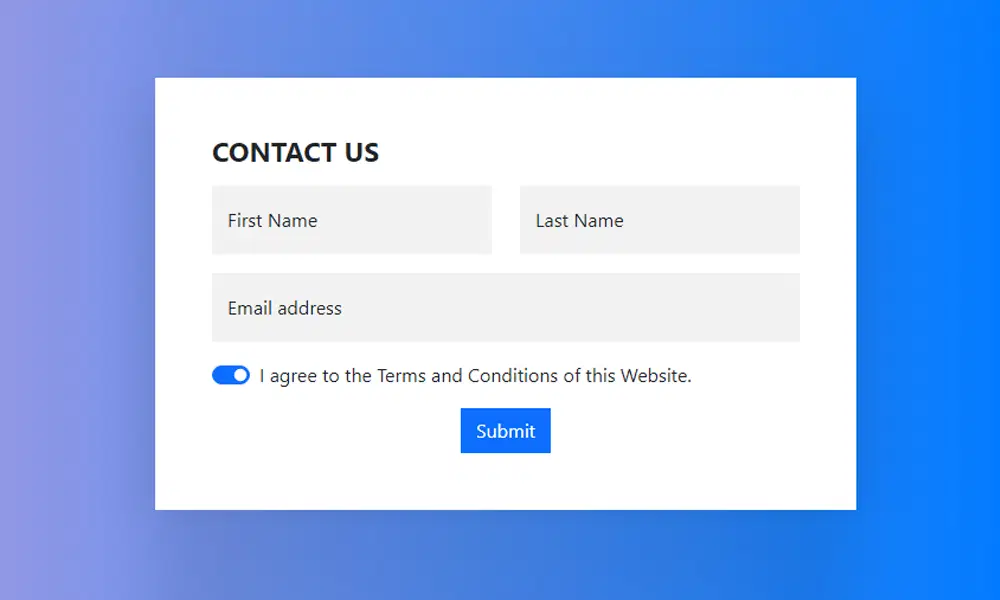 CONTACT US
First Name
Last Name
Email address
I agree to the Terms and Conditions of this Website.
Submit